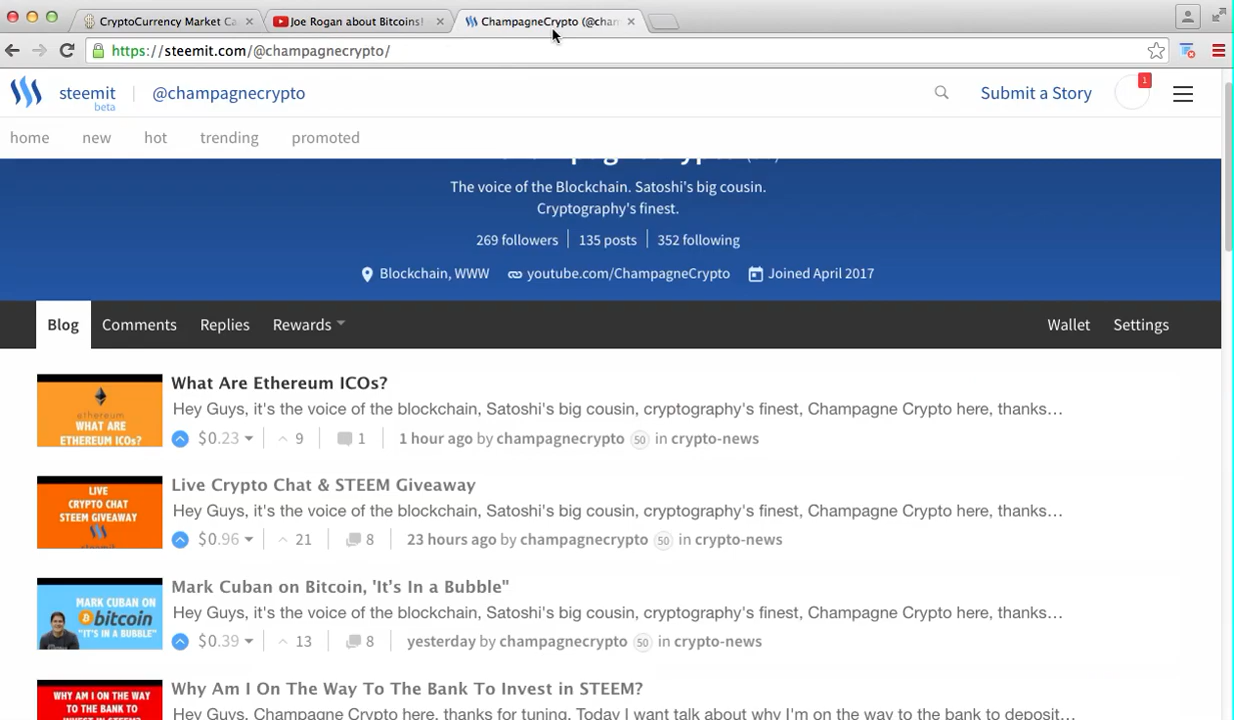 CryptoCurrency Market Ca
Joe Rogan about Bitcoins!
ChampagneCrypto (@cham
https://steemit.com/@champagnecrypto/
steemit
beta
@champagnecrypto
Submit a Story
1
home
new
hot
trending
promoted
The voice of the Blockchain. Satoshi's big cousin.
Cryptography's finest.
269 followers
135 posts
352 following
Blockchain, WWW
youtube.com/ChampagneCrypto
Joined April 2017
Blog
Comments
Replies
Rewards
Wallet
Settings
ethereum
WHAT ARE
ETHEREUM ICOs?
What Are Ethereum ICOs?
Hey Guys, it's the voice of the blockchain, Satoshi's big cousin, cryptography's finest, Champagne Crypto here, thanks…
$0.23 9 1 1 hour ago by champagnecrypto 50 in crypto-news
LIVE
CRYPTO CHAT
STEEM GIVEAWAY
steemit
Live Crypto Chat & STEEM Giveaway
Hey Guys, it's the voice of the blockchain, Satoshi's big cousin, cryptography's finest, Champagne Crypto here, thanks…
$0.96 21 8 23 hours ago by champagnecrypto 50 in crypto-news
MARK CUBAN ON
bitcoin
"IT'S IN A BUBBLE"
Mark Cuban on Bitcoin, 'It's In a Bubble"
Hey Guys, it's the voice of the blockchain, Satoshi's big cousin, cryptography's finest, Champagne Crypto here, thanks…
$0.39 13 8 yesterday by champagnecrypto 50 in crypto-news
WHY AM I ON THE WAY
TO THE BANK TO
Why Am I On The Way To The Bank To Invest in STEEM?
Hey Guys, Champagne Crypto here, thanks for tuning. Today I want talk about why I'm on the way to the bank to deposit…